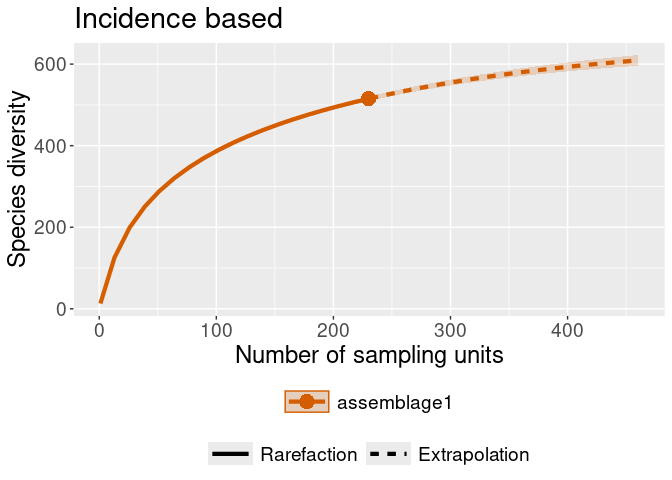 Incidence based
Species diversity
600
400
200
0
0 100 200 300 400
Number of sampling units
assemblage1
Rarefaction Extrapolation